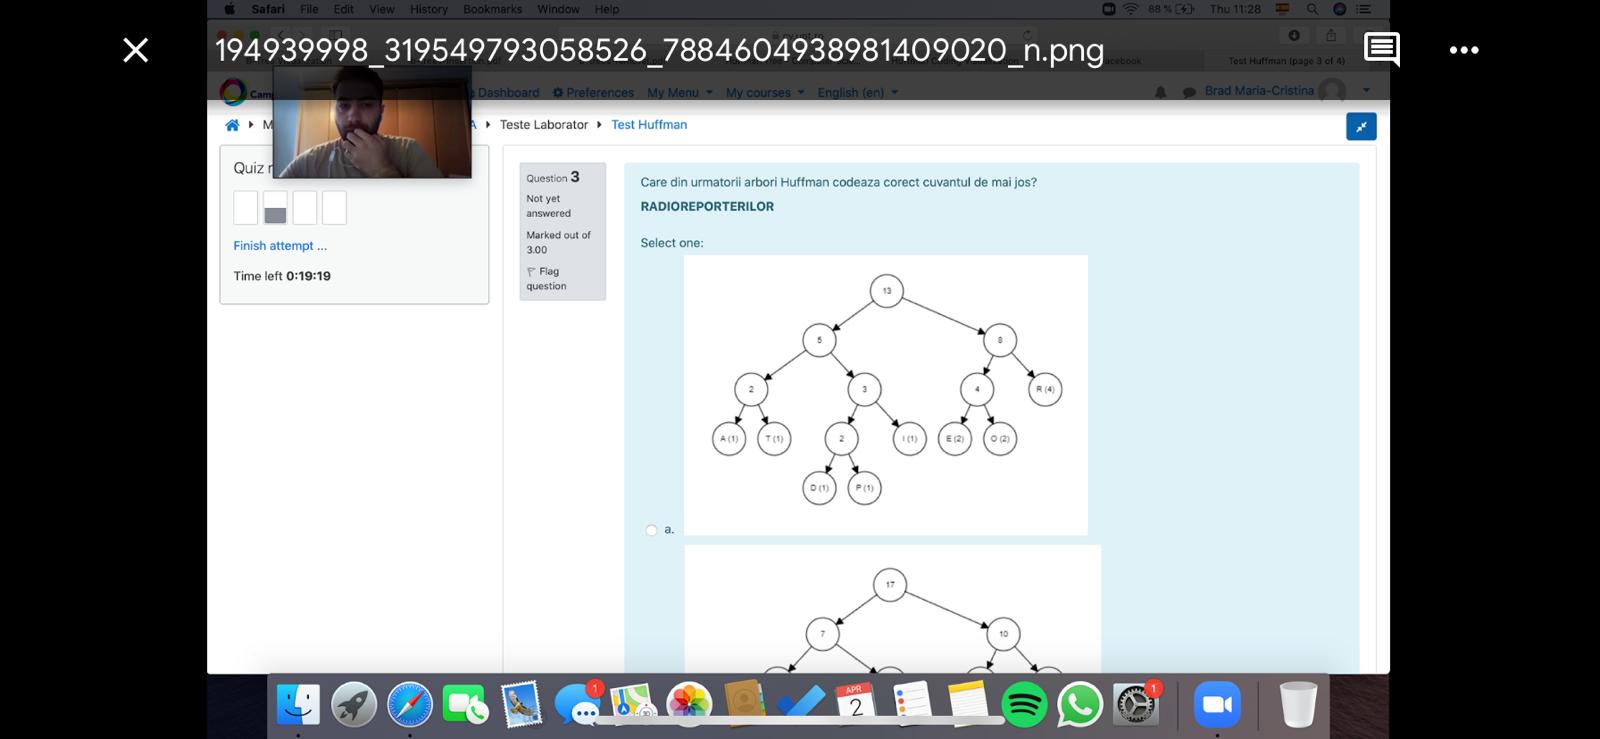 Safari File Edit View History Bookmarks Window Help 88 % Thu 11:28
194939998_319549793058526_7884604938981409020_n.png
Test Huffman (page 3 of 4)
Dashboard Preferences My Menu My courses English (en) Brad Maria-Cristina
M A Teste Laborator Test Huffman
Quiz
Finish attempt ...
Time left 0:19:19
Question 3
Not yet
answered
Marked out of
3.00
Flag
question
Care din urmatorii arbori Huffman codeaza corect cuvantul de mai jos?
RADIOREPORTERILOR
Select one:
13
5 8
2 3 4 R (4)
A (1) T (1) 2 I (1) E (2) O (2)
D (1) P (1)
a.
17
7 10
1 APR 1
2